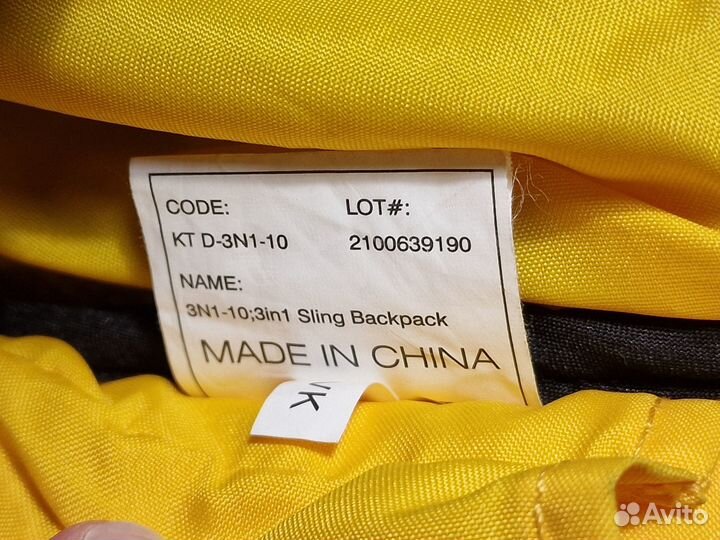 CODE: LOT#:
KT D-3N1-10 2100639190
NAME:
3N1-10;3in1 Sling Backpack
MADE IN CHINA
Avito